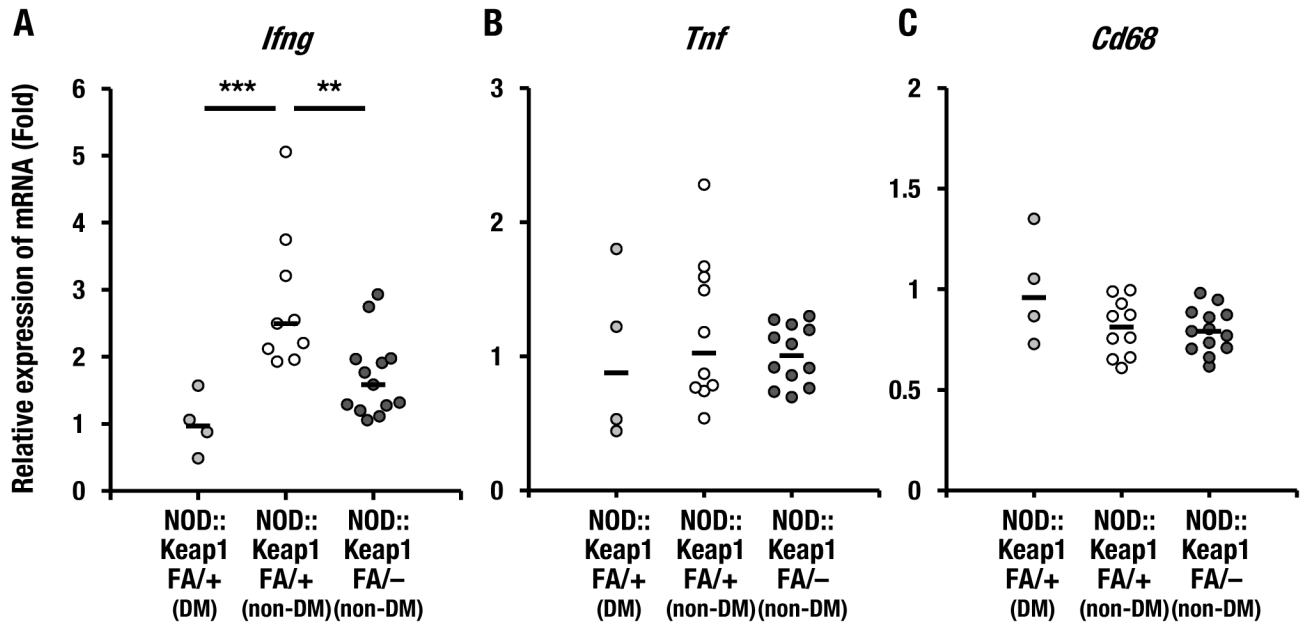 A
Ifng
Relative expression of mRNA (Fold)
6
5
4
3
2
1
0
***
**
NOD::
Keap1
FA/+
(DM)
NOD::
Keap1
FA/+
(non-DM)
NOD::
Keap1
FA/–
(non-DM)
B
Tnf
3
2
1
0
NOD::
Keap1
FA/+
(DM)
NOD::
Keap1
FA/+
(non-DM)
NOD::
Keap1
FA/–
(non-DM)
C
Cd68
2
1.5
1
0.5
0
NOD::
Keap1
FA/+
(DM)
NOD::
Keap1
FA/+
(non-DM)
NOD::
Keap1
FA/–
(non-DM)